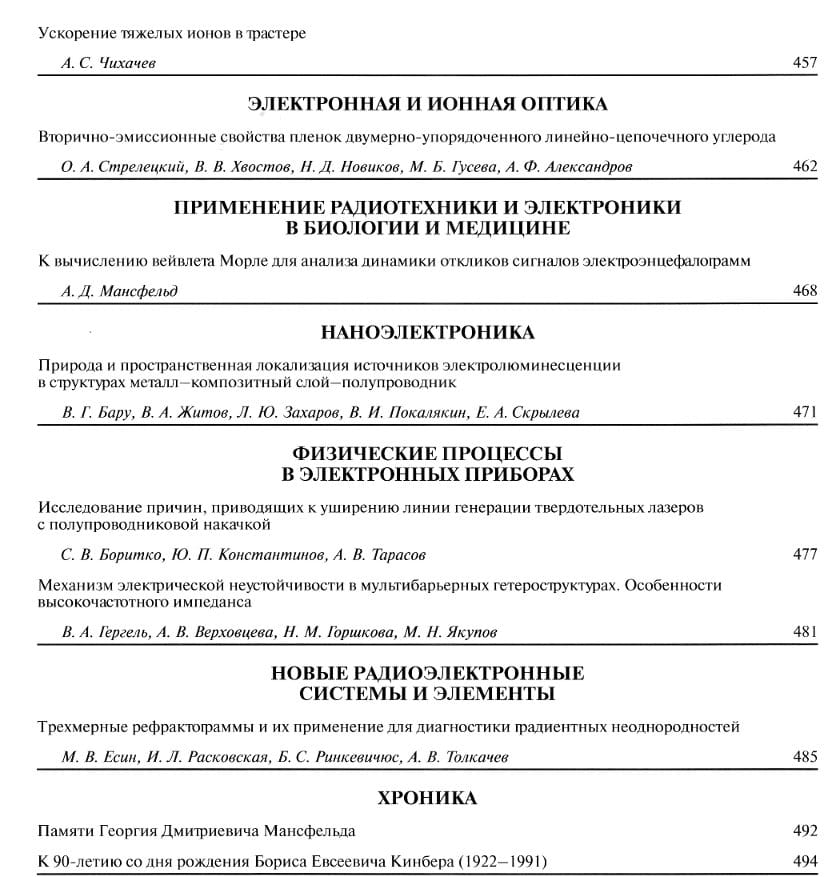 Ускорение тяжелых ионов в трастере
А. С. Чихачев 457
ЭЛЕКТРОННАЯ И ИОННАЯ ОПТИКА
Вторично-эмиссионные свойства пленок двумерно-упорядоченного линейно-цепочечного углерода
О. А. Стрелецкий, В. В. Хвостов, Н. Д. Новиков, М. Б. Гусева, А. Ф. Александров 462
ПРИМЕНЕНИЕ РАДИОТЕХНИКИ И ЭЛЕКТРОНИКИ
В БИОЛОГИИ И МЕДИЦИНЕ
К вычислению вейвлета Морле для анализа динамики откликов сигналов электроэнцефалограмм
А. Д. Мансфельд 468
НАНОЭЛЕКТРОНИКА
Природа и пространственная локализация источников электролюминесценции
в структурах металл–композитный слой–полупроводник
В. Г. Бару, В. А. Житов, Л. Ю. Захаров, В. И. Покалякин, Е. А. Скрылева 471
ФИЗИЧЕСКИЕ ПРОЦЕССЫ
В ЭЛЕКТРОННЫХ ПРИБОРАХ
Исследование причин, приводящих к уширению линии генерации твердотельных лазеров
с полупроводниковой накачкой
С. В. Боритко, Ю. П. Константинов, А. В. Тарасов 477
Механизм электрической неустойчивости в мультибарьерных гетероструктурах. Особенности
высокочастотного импеданса
В. А. Гергель, А. В. Верховцева, Н. М. Горшкова, М. Н. Якупов 481
НОВЫЕ РАДИОЭЛЕКТРОННЫЕ
СИСТЕМЫ И ЭЛЕМЕНТЫ
Трехмерные рефрактограммы и их применение для диагностики градиентных неоднородностей
М. В. Есин, И. Л. Расковская, Б. С. Ринкевичюс, А. В. Толкачев 485
ХРОНИКА
Памяти Георгия Дмитриевича Мансфельда 492
К 90-летию со дня рождения Бориса Евсеевича Кинбера (1922–1991) 494